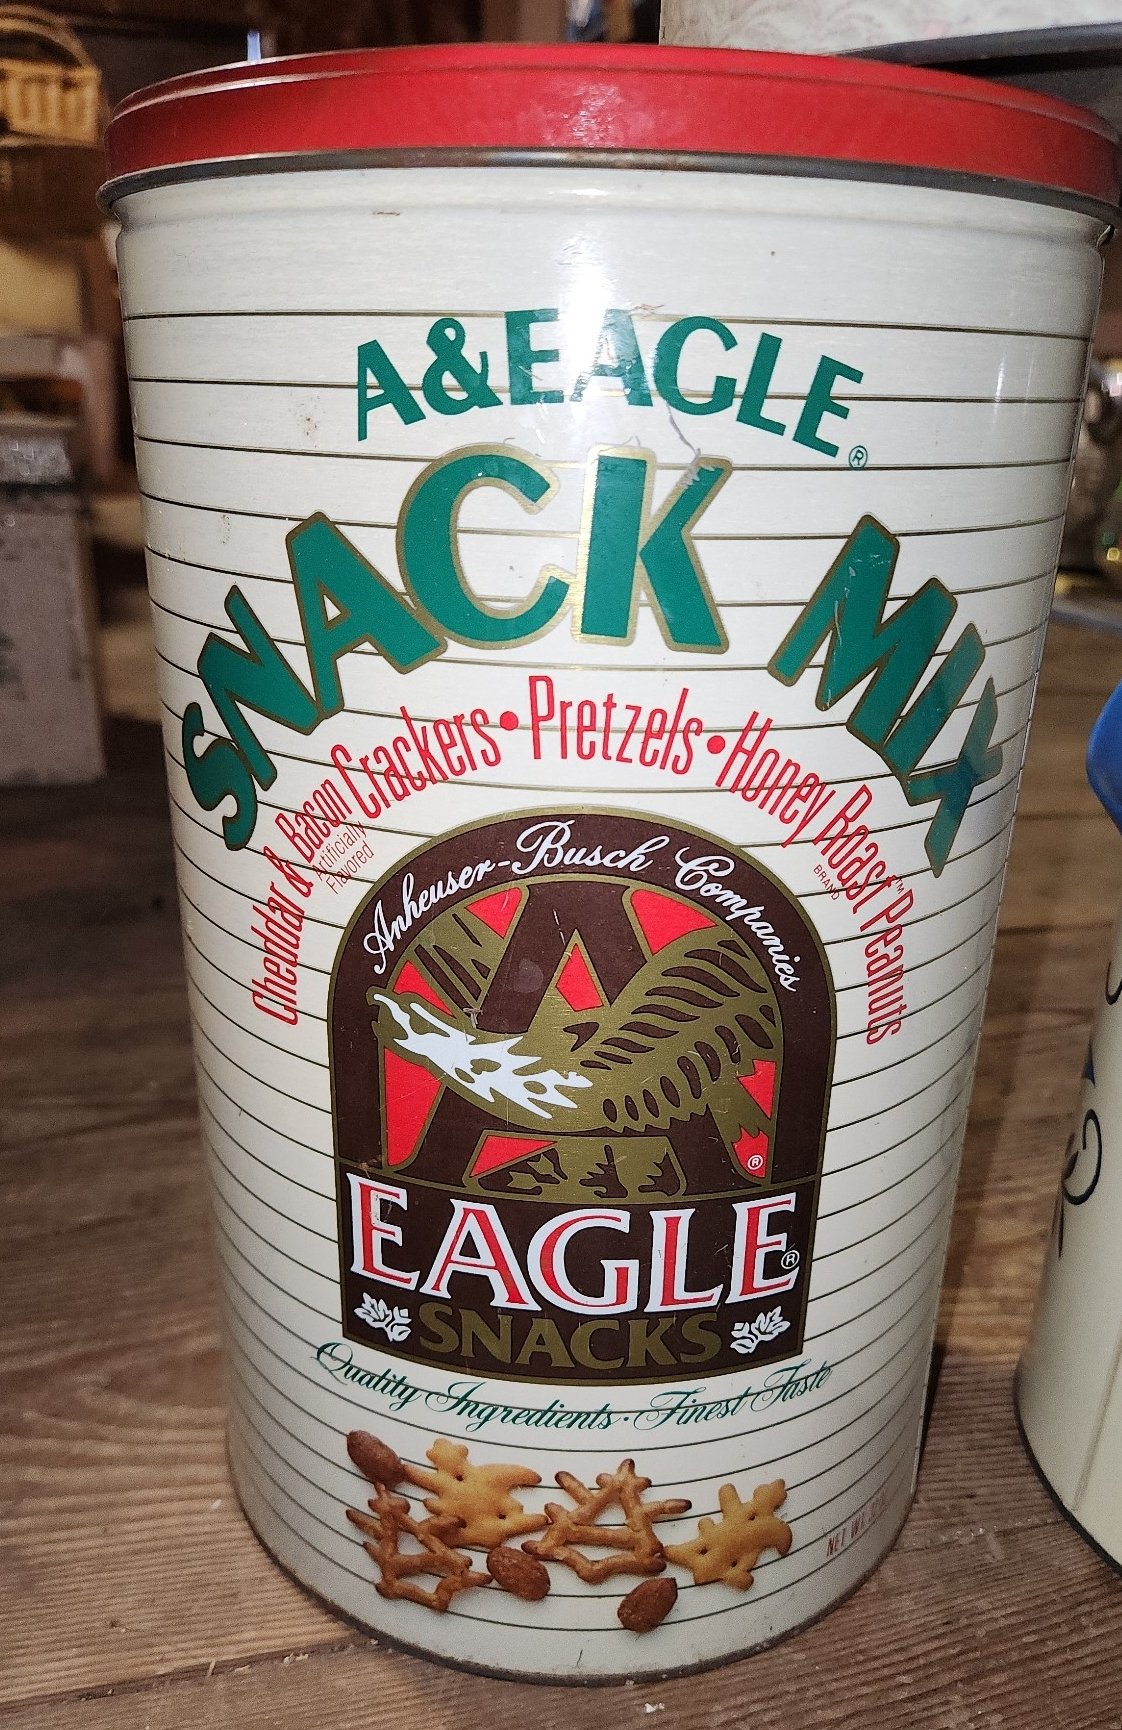 A&EAGLE®
SNACK MIX
Cheddar & Bacon Crackers • Pretzels • Honey Roast™ Peanuts
Artificially
Flavored
BRAND
Anheuser-Busch Companies
A
®
EAGLE®
SNACKS
Quality Ingredients · Finest Taste
NET WT.